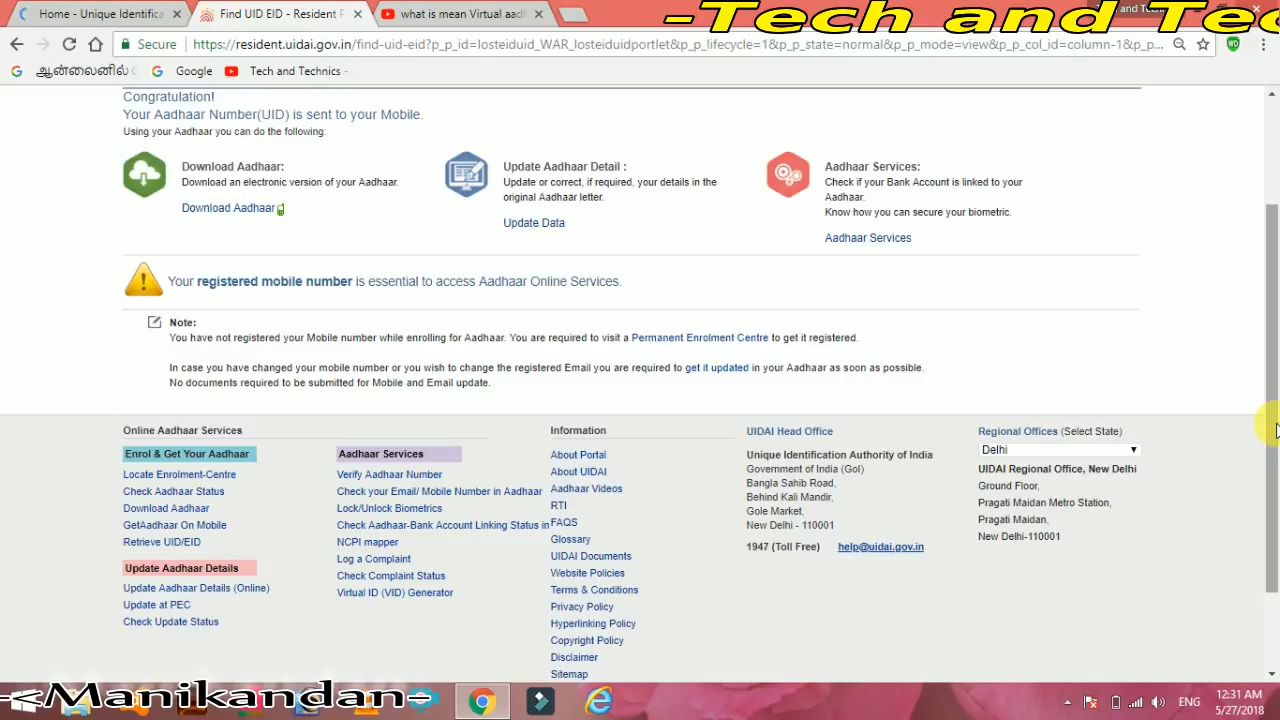 Home - Unique Identifica
Find UID EID - Resident P
what is mean Virtual aad
-Tech and Tec
Secure
https://resident.uidai.gov.in/find-uid-eid?p_p_id=losteiduid_WAR_losteiduidportlet&p_p_lifecycle=1&p_p_state=normal&p_p_mode=view&p_p_col_id=column-1&p_p...
ஆன்லைனில்
Google
Tech and Technics -
Congratulation!
Your Aadhaar Number(UID) is sent to your Mobile.
Using your Aadhaar you can do the following:
Download Aadhaar:
Download an electronic version of your Aadhaar.
Download Aadhaar
Update Aadhaar Detail :
Update or correct, if required, your details in the
original Aadhaar letter.
Update Data
Aadhaar Services:
Check if your Bank Account is linked to your
Aadhaar.
Know how you can secure your biometric.
Aadhaar Services
Your registered mobile number is essential to access Aadhaar Online Services.
Note:
You have not registered your Mobile number while enrolling for Aadhaar. You are required to visit a Permanent Enrolment Centre to get it registered.
In case you have changed your mobile number or you wish to change the registered Email you are required to get it updated in your Aadhaar as soon as possible.
No documents required to be submitted for Mobile and Email update.
Online Aadhaar Services
Enrol & Get Your Aadhaar
Locate Enrolment-Centre
Check Aadhaar Status
Download Aadhaar
GetAadhaar On Mobile
Retrieve UID/EID
Update Aadhaar Details
Update Aadhaar Details (Online)
Update at PEC
Check Update Status
Aadhaar Services
Verify Aadhaar Number
Check your Email/ Mobile Number in Aadhaar
Lock/Unlock Biometrics
Check Aadhaar-Bank Account Linking Status in
NCPI mapper
Log a Complaint
Check Complaint Status
Virtual ID (VID) Generator
Information
About Portal
About UIDAI
Aadhaar Videos
RTI
FAQS
Glossary
UIDAI Documents
Website Policies
Terms & Conditions
Privacy Policy
Hyperlinking Policy
Copyright Policy
Disclaimer
Sitemap
UIDAI Head Office
Unique Identification Authority of India
Government of India (GoI)
Bangla Sahib Road,
Behind Kali Mandir,
Gole Market,
New Delhi - 110001
1947 (Toll Free) help@uidai.gov.in
Regional Offices (Select State)
Delhi
UIDAI Regional Office, New Delhi
Ground Floor,
Pragati Maidan Metro Station,
Pragati Maidan,
New Delhi-110001
-<Manikandan-
ENG
12:31 AM
5/27/2018